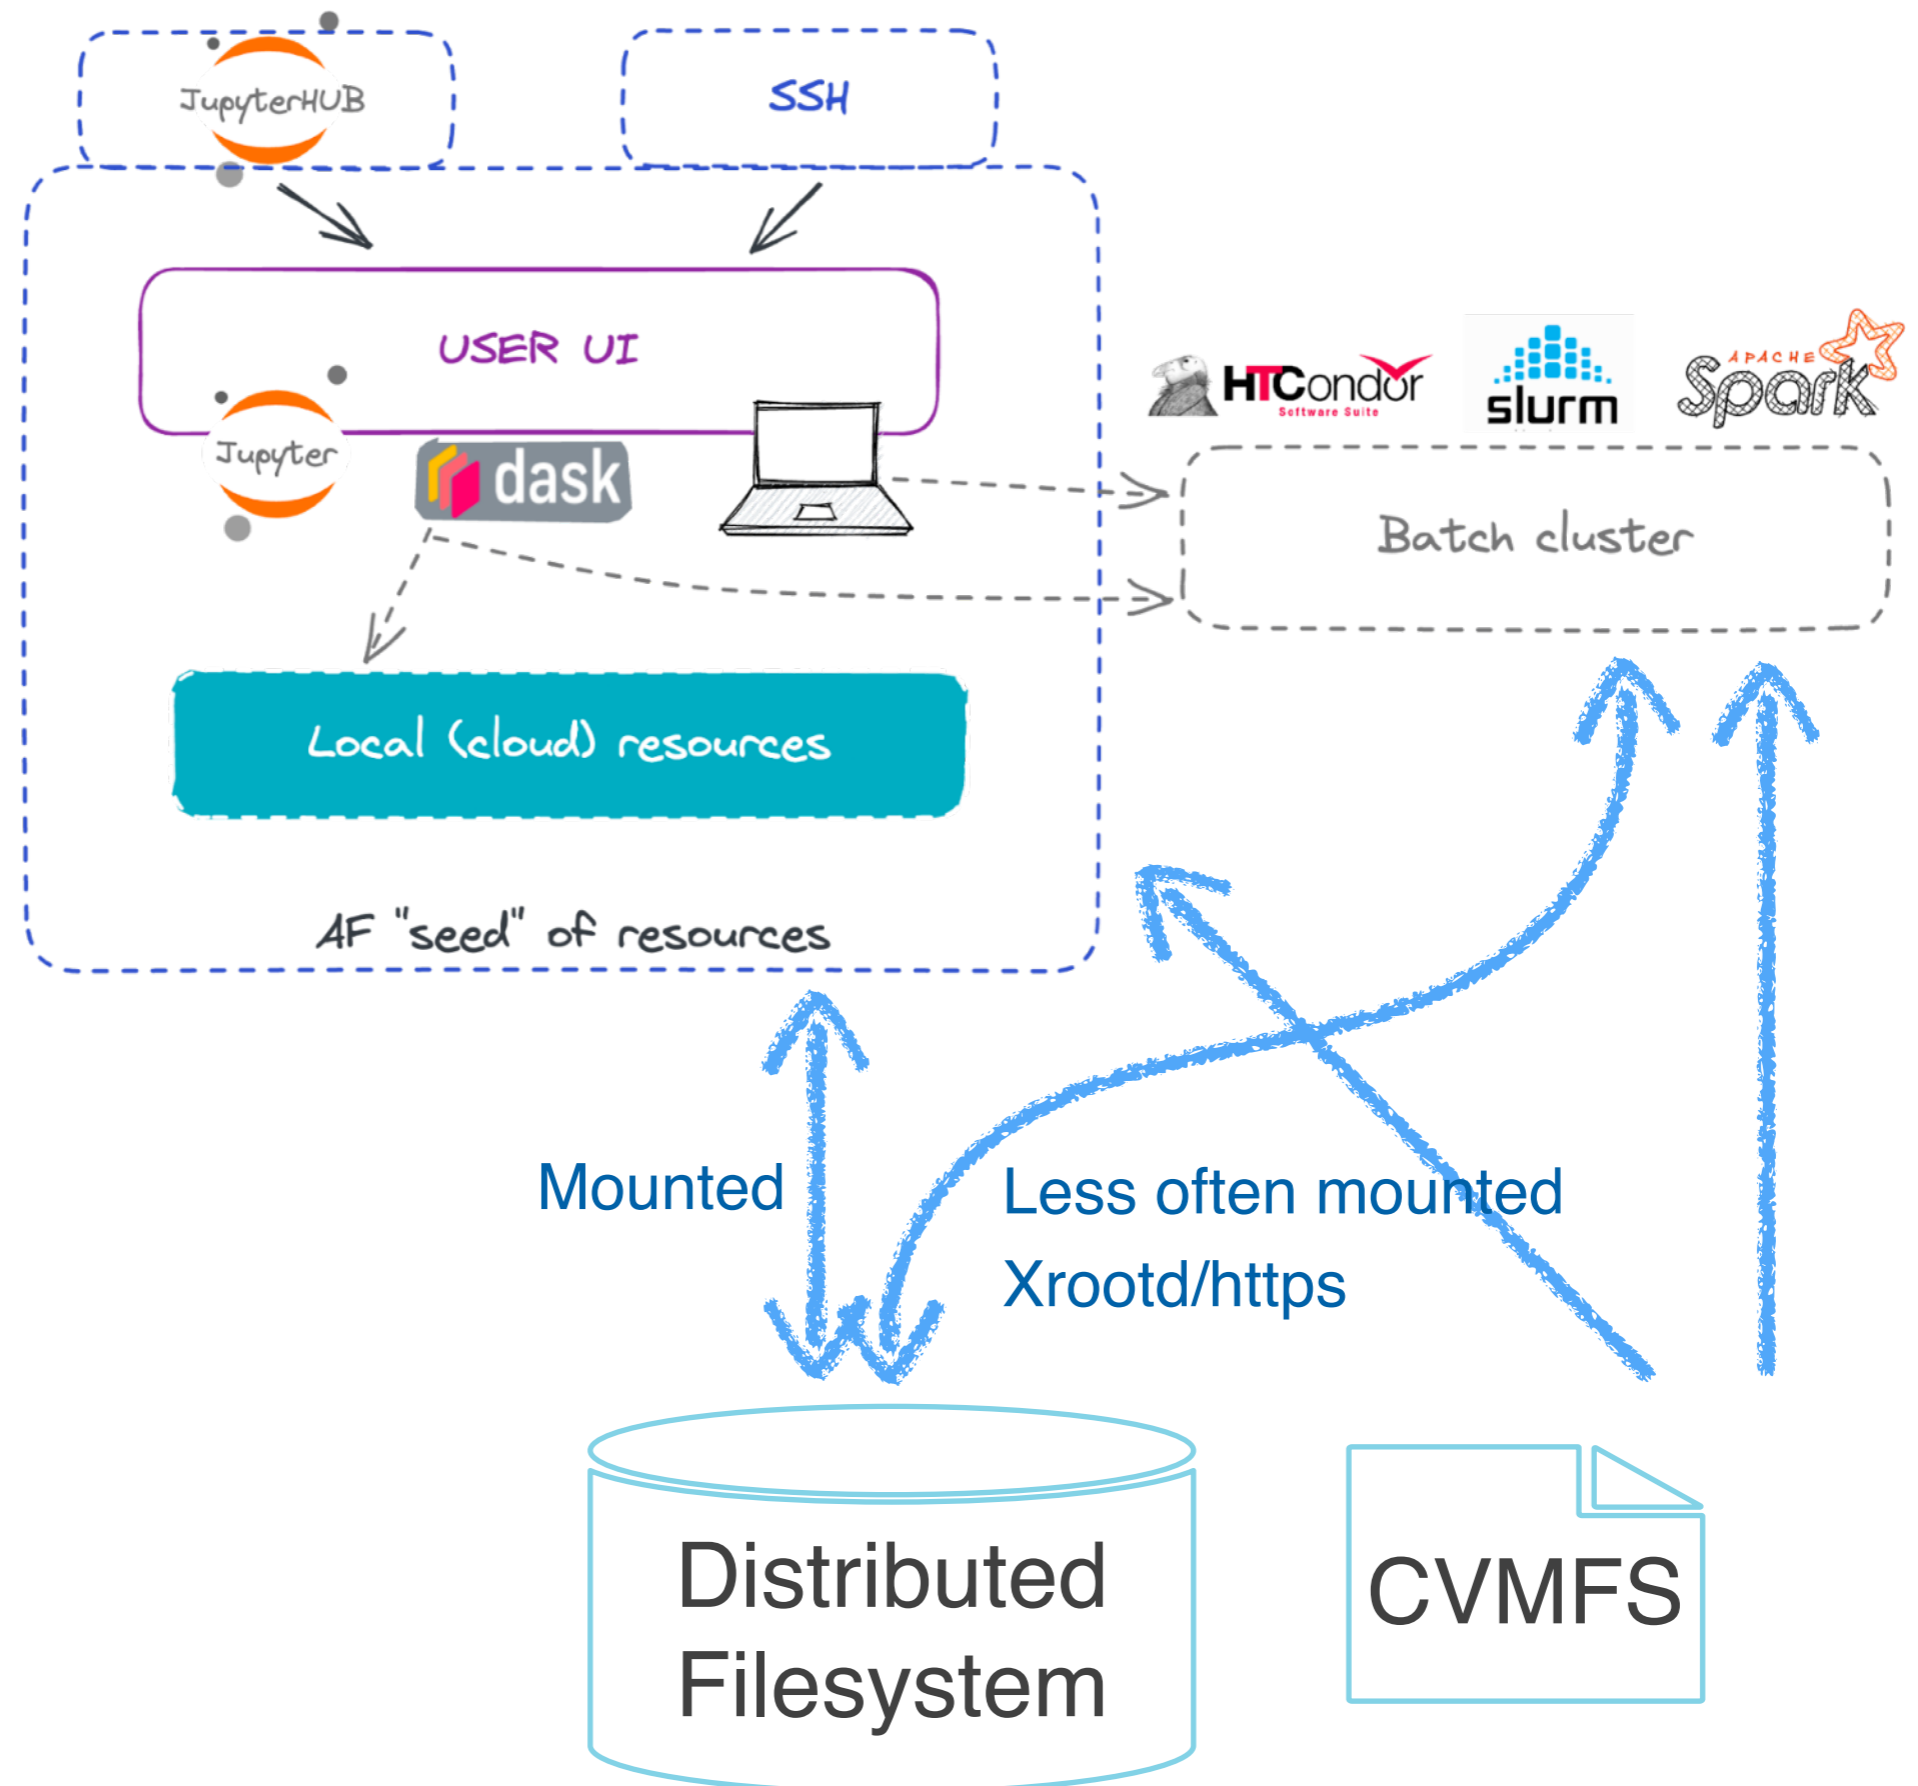 JupyterHUB
SSH
USER UI
Jupyter
dask
HTCondor
Software Suite
slurm
APACHE
Spark
Batch cluster
Local (cloud) resources
AF "seed" of resources
Mounted
Less often mounted
Xrootd/https
Distributed
Filesystem
CVMFS